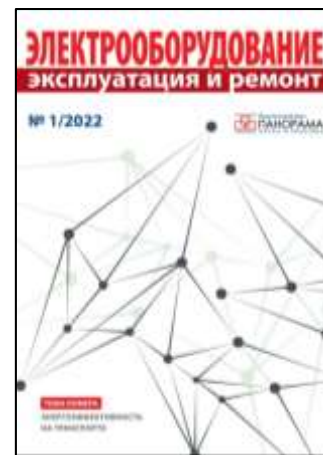 ЭЛЕКТРООБОРУДОВАНИЕ
эксплуатация и ремонт
№ 1/2022
ПАНОРАМА
ТЕМА НОМЕРА
ЭНЕРГОЭФФЕКТИВНОСТЬ
НА ТРАНСПОРТЕ